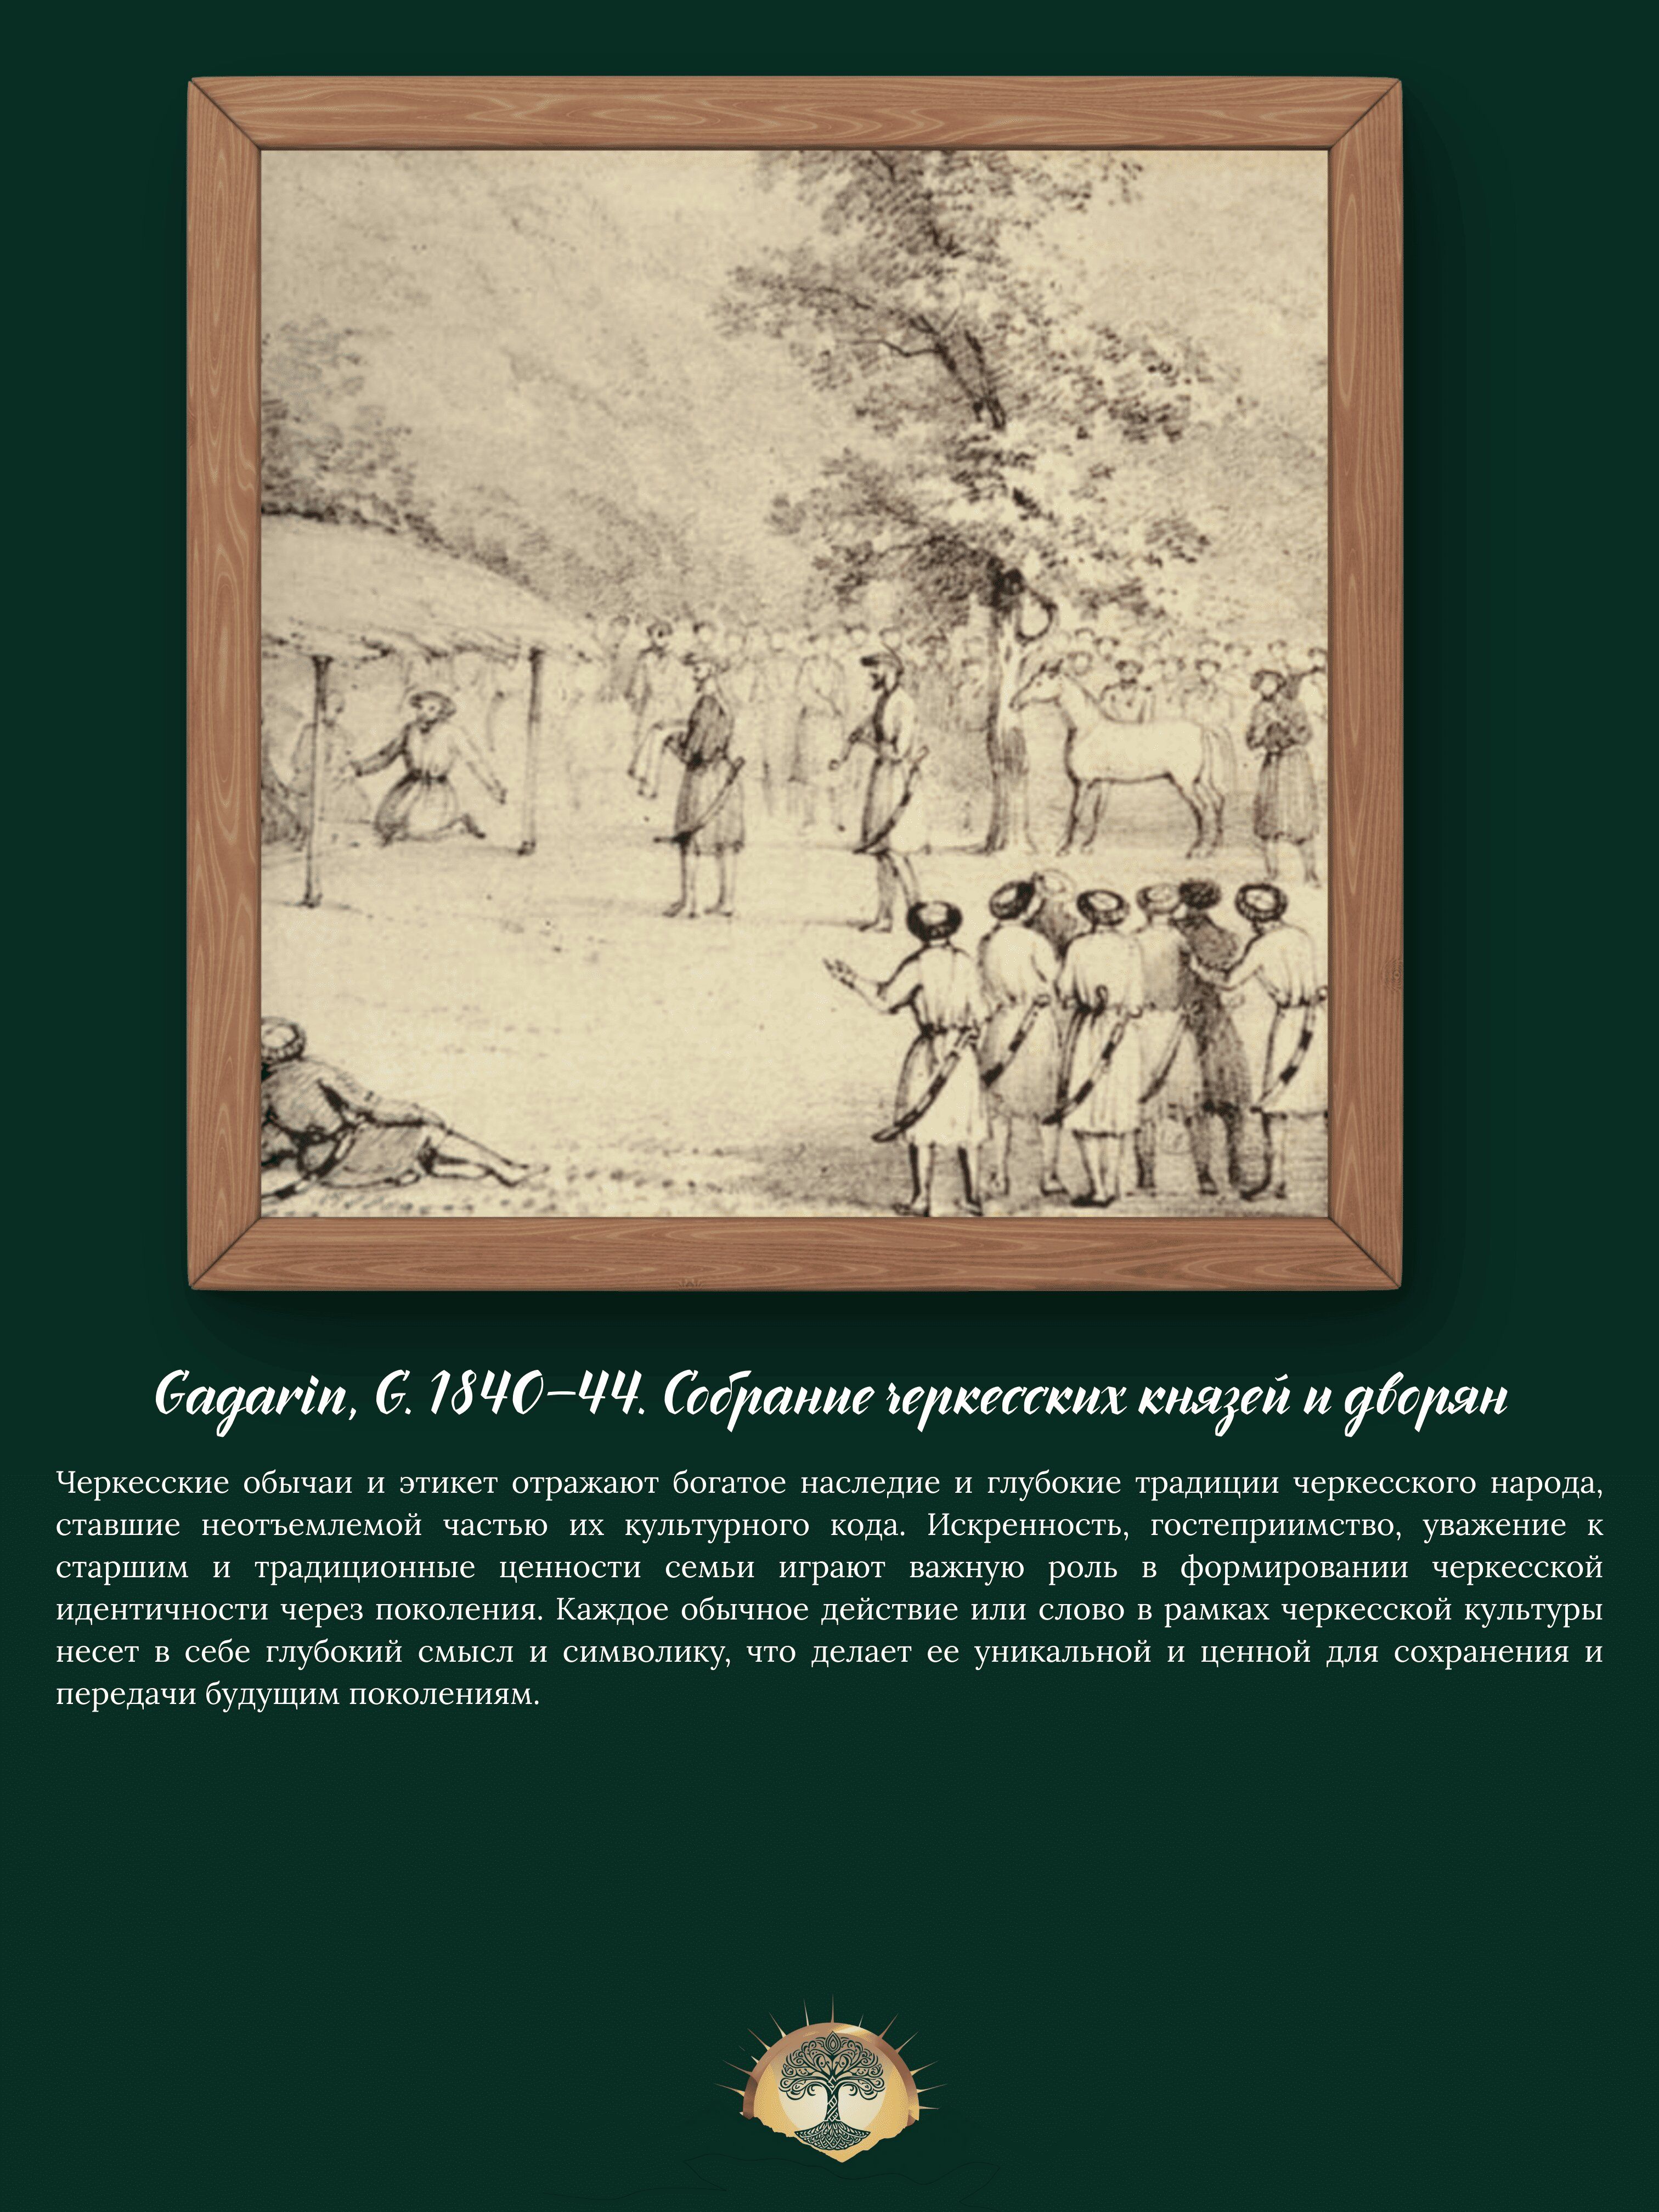 Gagarin, G. 1840–44. Собрание черкесских князей и дворян
Черкесские обычаи и этикет отражают богатое наследие и глубокие традиции черкесского народа,
ставшие неотъемлемой частью их культурного кода. Искренность, гостеприимство, уважение к
старшим и традиционные ценности семьи играют важную роль в формировании черкесской
идентичности через поколения. Каждое обычное действие или слово в рамках черкесской культуры
несет в себе глубокий смысл и символику, что делает ее уникальной и ценной для сохранения и
передачи будущим поколениям.